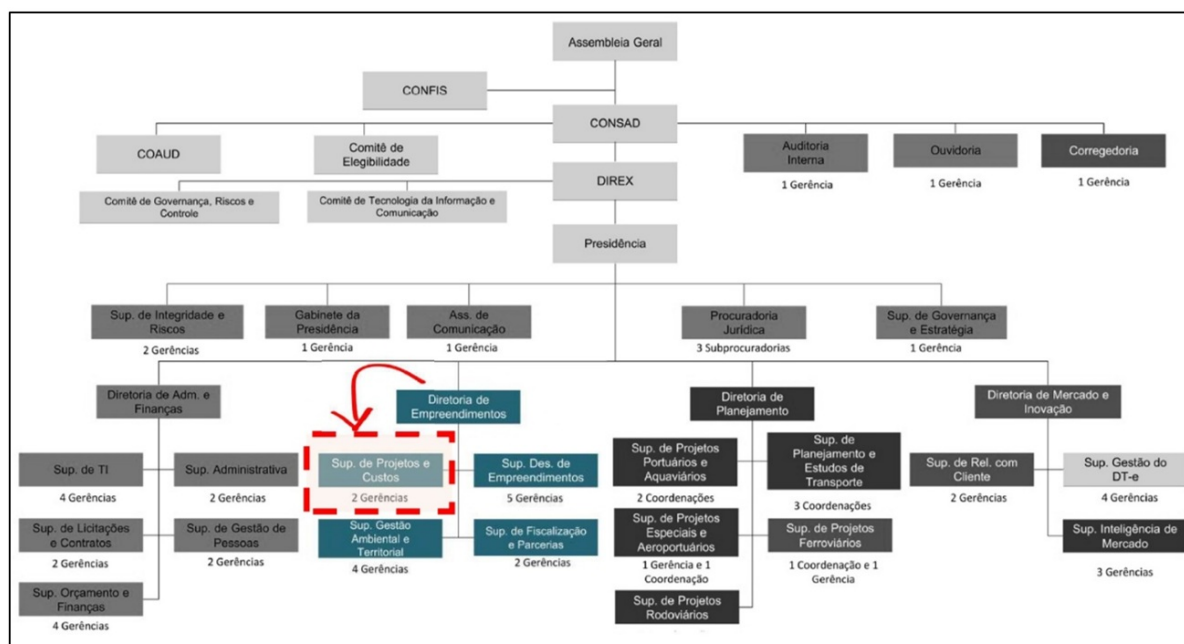 Assembleia Geral
CONFIS
CONSAD
COAUD
Comitê de
Elegibilidade
Auditoria
Interna
1 Gerência
Ouvidoria
1 Gerência
Corregedoria
1 Gerência
DIREX
Comitê de Governança, Riscos e
Controle
Comitê de Tecnologia da Informação e
Comunicação
Presidência
Sup. de Integridade e
Riscos
2 Gerências
Gabinete da
Presidência
1 Gerência
Ass. de
Comunicação
1 Gerência
Procuradoria
Jurídica
3 Subprocuradorias
Sup. de Governança
e Estratégia
1 Gerência
Diretoria de Adm. e
Finanças
Sup. de TI
4 Gerências
Sup. Administrativa
2 Gerências
Sup. de Licitações
e Contratos
2 Gerências
Sup. de Gestão de
Pessoas
2 Gerências
Sup. Orçamento e
Finanças
4 Gerências
Diretoria de
Empreendimentos
Sup. de Projetos e
Custos
2 Gerências
Sup. Des. de
Empreendimentos
5 Gerências
Sup. Gestão
Ambiental e
Territorial
4 Gerências
Sup. de Fiscalização
e Parcerias
2 Gerências
Diretoria de
Planejamento
Sup. de Projetos
Portuários e
Aquaviários
2 Coordenações
Sup. de
Planejamento e
Estudos de
Transporte
3 Coordenações
Sup. de Projetos
Especiais e
Aeroportuários
1 Gerência e 1
Coordenação
Sup. de Projetos
Ferroviários
1 Coordenação e 1
Gerência
Sup. de Projetos
Rodoviários
Diretoria de Mercado e
Inovação
Sup. de Rel. com
Cliente
2 Gerências
Sup. Gestão do
DT-e
4 Gerências
Sup. Inteligência de
Mercado
3 Gerências